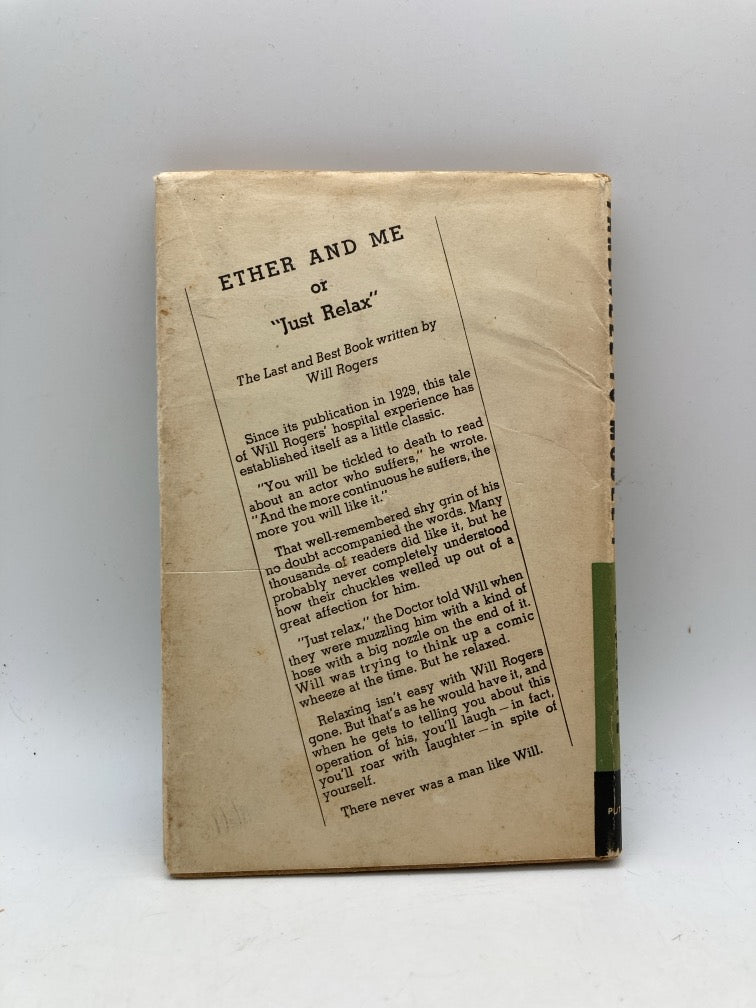 ETHER AND ME
or
"Just Relax"
The Last and Best Book written by
Will Rogers
Since its publication in 1929, this tale
of Will Rogers' hospital experience has
established itself as a little classic.
"You will be tickled to death to read
about an actor who suffers," he wrote.
"And the more continuous he suffers, the
more you will like it."
That well-remembered shy grin of his
no doubt accompanied the words. Many
thousands of readers did like it, but he
probably never completely understood
how their chuckles welled up out of a
great affection for him.
"Just relax," the Doctor told Will when
they were muzzling him with a kind of
hose with a big nozzle on the end of it.
Will was trying to think up a comic
wheeze at the time. But he relaxed.
Relaxing isn't easy with Will Rogers
gone. But that's as he would have it, and
when he gets to telling you about this
operation of his, you'll laugh — in fact,
you'll roar with laughter — in spite of
yourself.
There never was a man like Will.